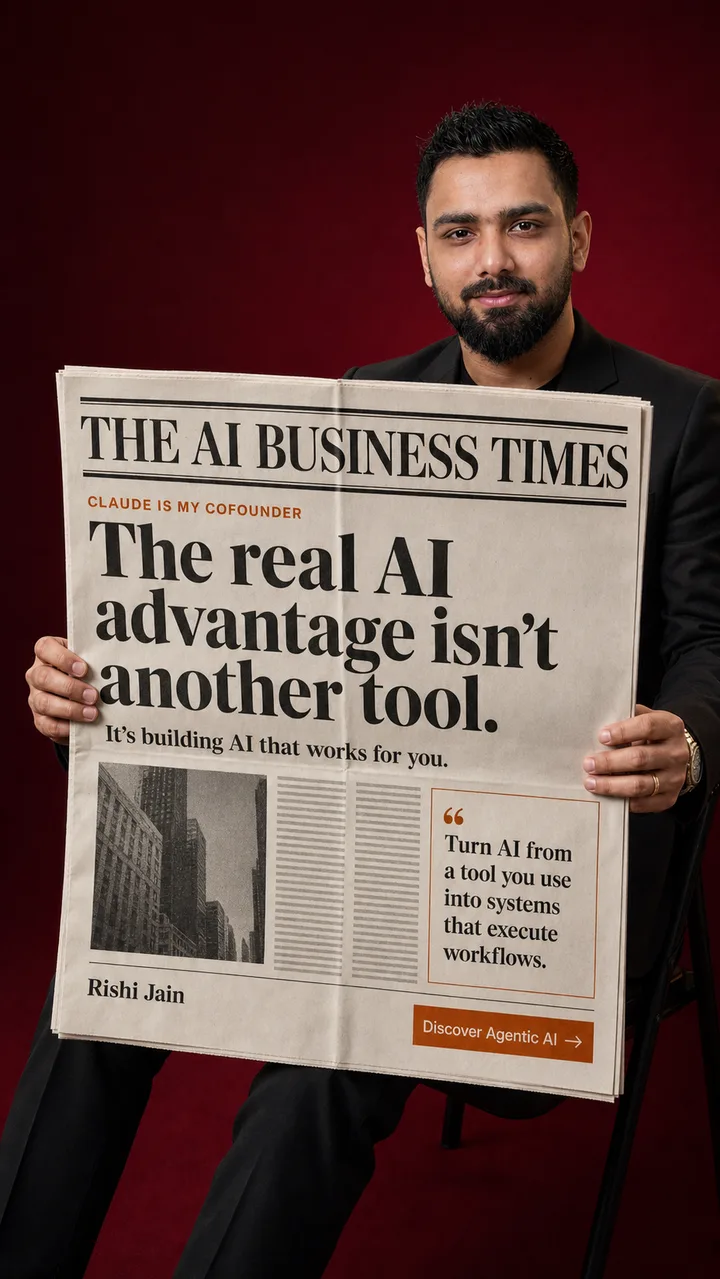 THE AI BUSINESS TIMES
CLAUDE IS MY COFOUNDER
The real AI
advantage isn't
another tool.
It's building AI that works for you.
“
Turn AI from
a tool you use
into systems
that execute
workflows.
Rishi Jain
Discover Agentic AI →